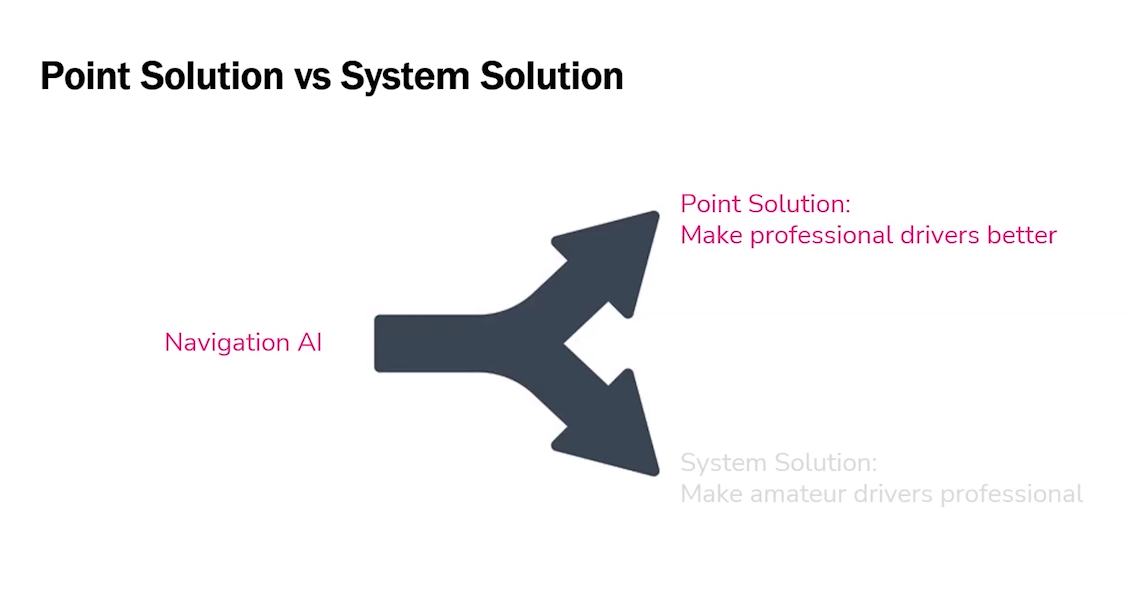 Point Solution vs System Solution
Point Solution:
Make professional drivers better
Navigation AI
System Solution:
Make amateur drivers professional